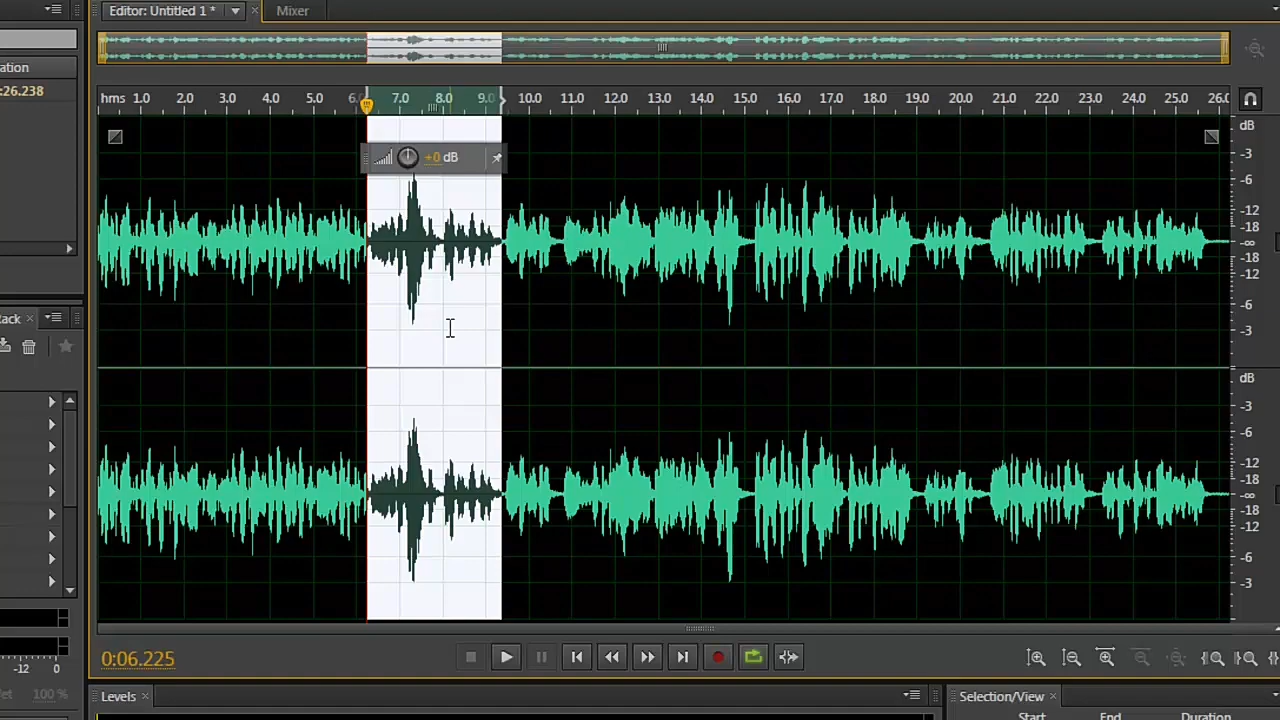 Editor: Untitled 1 *
Mixer
ation
:26.238
hms 1.0 2.0 3.0 4.0 5.0 6 7.0 8.0 9.0 10.0 11.0 12.0 13.0 14.0 15.0 16.0 17.0 18.0 19.0 20.0 21.0 22.0 23.0 24.0 25.0 26.0
+0 dB
dB
-3
-6
-12
-18
-∞
-18
-12
-6
-3
ack
dB
-3
-6
-12
-18
-∞
-18
-12
-6
-3
0:06.225
-12 0
et 100 %
Levels
Selection/View
Start End Duration